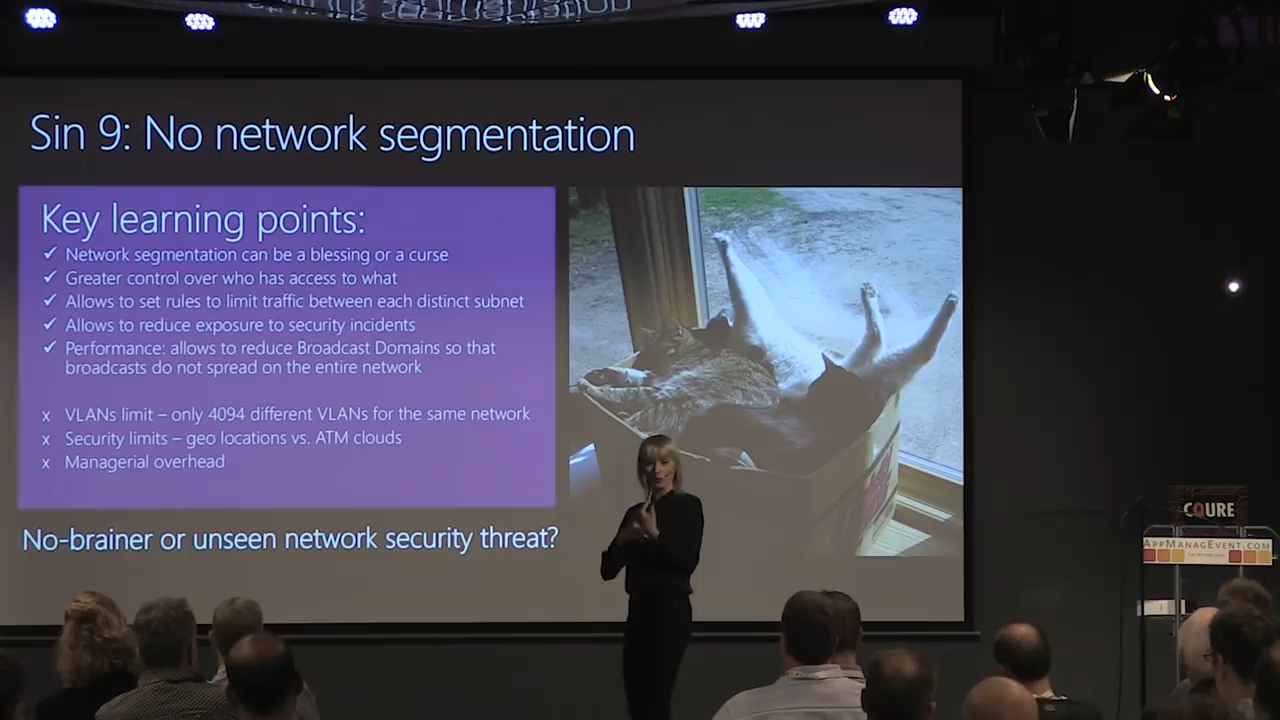 Sin 9: No network segmentation
Key learning points:
✓ Network segmentation can be a blessing or a curse
✓ Greater control over who has access to what
✓ Allows to set rules to limit traffic between each distinct subnet
✓ Allows to reduce exposure to security incidents
✓ Performance: allows to reduce Broadcast Domains so that
broadcasts do not spread on the entire network
x VLANs limit – only 4094 different VLANs for the same network
x Security limits – geo locations vs. ATM clouds
x Managerial overhead
No-brainer or unseen network security threat?
CQURE
AppManagEvent.com